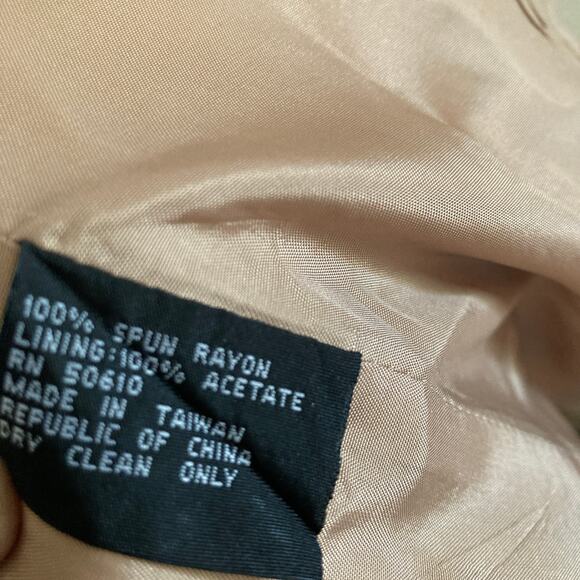 100% SPUN RAYON
LINING:100% ACETATE
RN 50610
MADE IN TAIWAN
REPUBLIC OF CHINA
DRY CLEAN ONLY